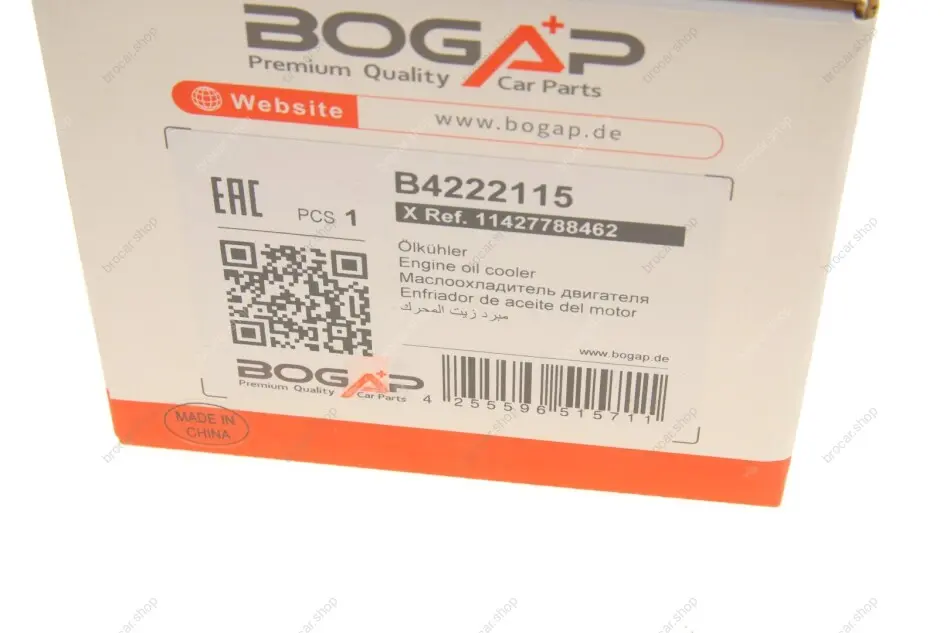 BOGAP
Premium Quality Car Parts
Website
www.bogap.de
EAC
PCS 1
B4222115
X Ref. 11427788462
Ölkühler
Engine oil cooler
Маслоохладитель двигателя
Enfriador de aceite del motor
مبرد زيت المحرك
www.bogap.de
BOGAP
Premium Quality Car Parts
4 255596 515711
MADE IN
CHINA
brocar.shop